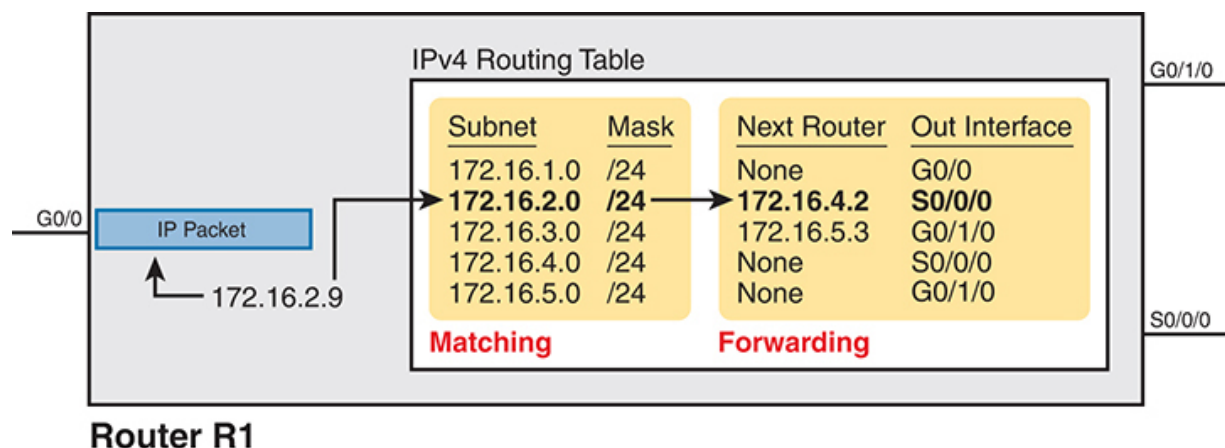 IPv4 Routing Table
G0/1/0
Subnet Mask Next Router Out Interface
172.16.1.0 /24 None G0/0
172.16.2.0 /24 172.16.4.2 S0/0/0
G0/0
IP Packet
172.16.3.0 /24 172.16.5.3 G0/1/0
172.16.4.0 /24 None S0/0/0
172.16.2.9
172.16.5.0 /24 None G0/1/0
S0/0/0
Matching Forwarding
Router R1